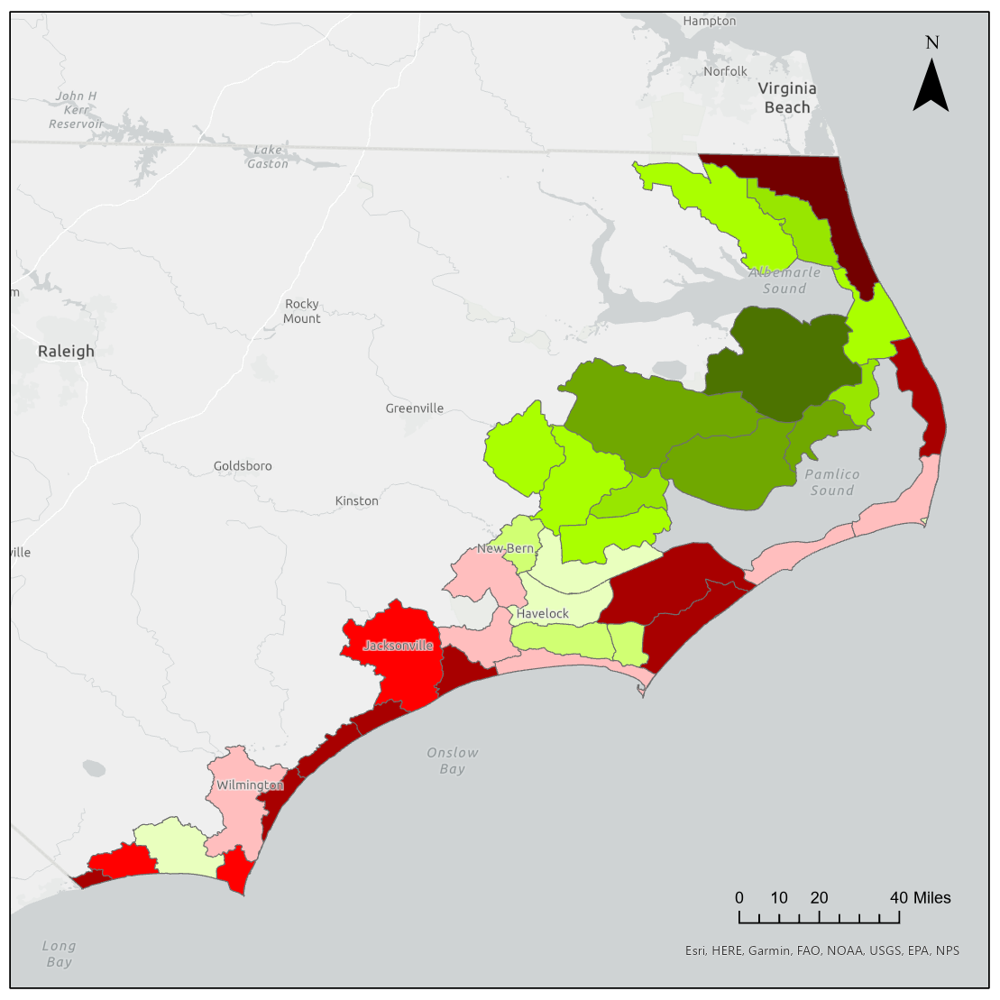 Hampton
N
Norfolk
Virginia
Beach
John H
Kerr
Reservoir
Lake
Gaston
Albemarle
Sound
m
Rocky
Mount
Raleigh
Greenville
Goldsboro
Pamlico
Sound
Kinston
ville
New Bern
Havelock
Jacksonville
Onslow
Bay
Wilmington
0 10 20 40 Miles
Long
Bay
Esri, HERE, Garmin, FAO, NOAA, USGS, EPA, NPS